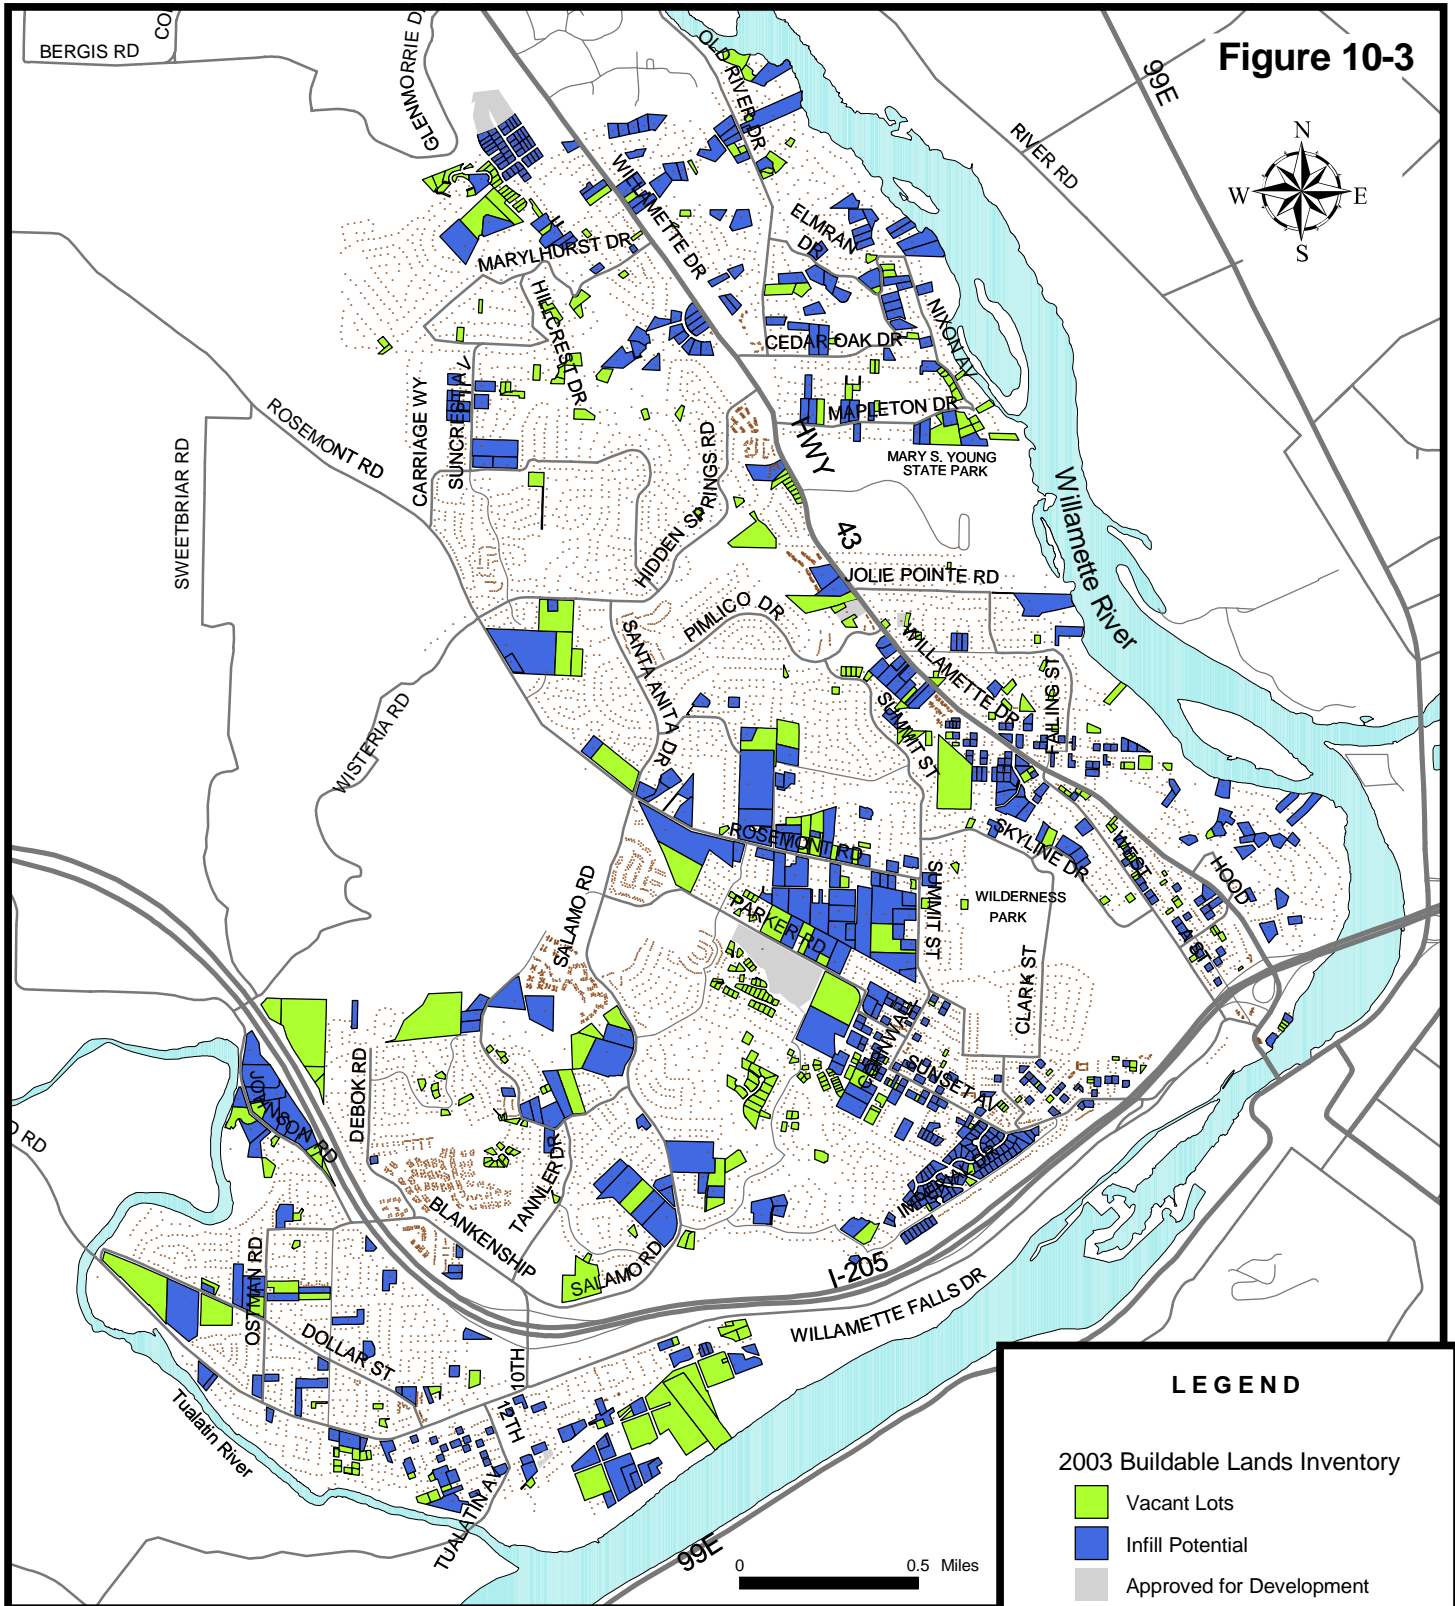 Figure 10-3
BERGIS RD
GLENMORRIE D
OLD RIVER DR
99E
RIVER RD
N
W E
S
WILLAMETTE DR
ELMRAN
DR
MARYLHURST DR
HILLCREST DR
NIXON AV
CEDAR OAK DR
CARRIAGE WY
SUNCREST AV
ROSEMONT RD
SWEETBRIAR RD
MAPLETON DR
HWY
MARY S. YOUNG
STATE PARK
HIDDEN SPRINGS RD
43
Willamette River
JOLIE POINTE RD
PIMLICO DR
SANTA ANITA DR
WILLAMETTE DR
FAILING ST
SUMMIT ST
WISTERIA RD
ROSEMONT RD
SKYLINE DR
WEST
HOOD
A ST
SUMMIT ST
WILDERNESS
PARK
PARKER RD
SALAMO RD
CLARK ST
SUNSET AV
DEBOK RD
JOHNSON RD
D RD
TANNLER DR
IMPERIAL DR
BLANKENSHIP
SALAMO RD
I-205
OSTMAN RD
DOLLAR ST
WILLAMETTE FALLS DR
10TH
12TH
Tualatin River
TUALATIN AV
99E
0 0.5 Miles
LEGEND
2003 Buildable Lands Inventory
Vacant Lots
Infill Potential
Approved for Development